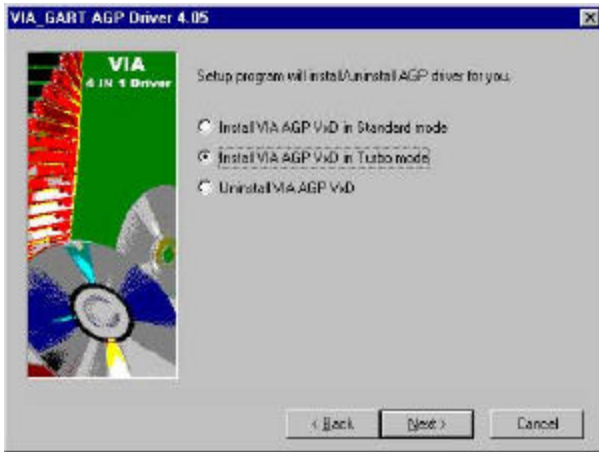 VIA_GART AGP Driver 4.05
VIA
4 IN 1 Driver
Setup program will install/uninstall AGP driver for you.
Install VIA AGP VxD in Standard mode
Install VIA AGP VxD in Turbo mode
Uninstall VIA AGP VxD
< Back
Next >
Cancel